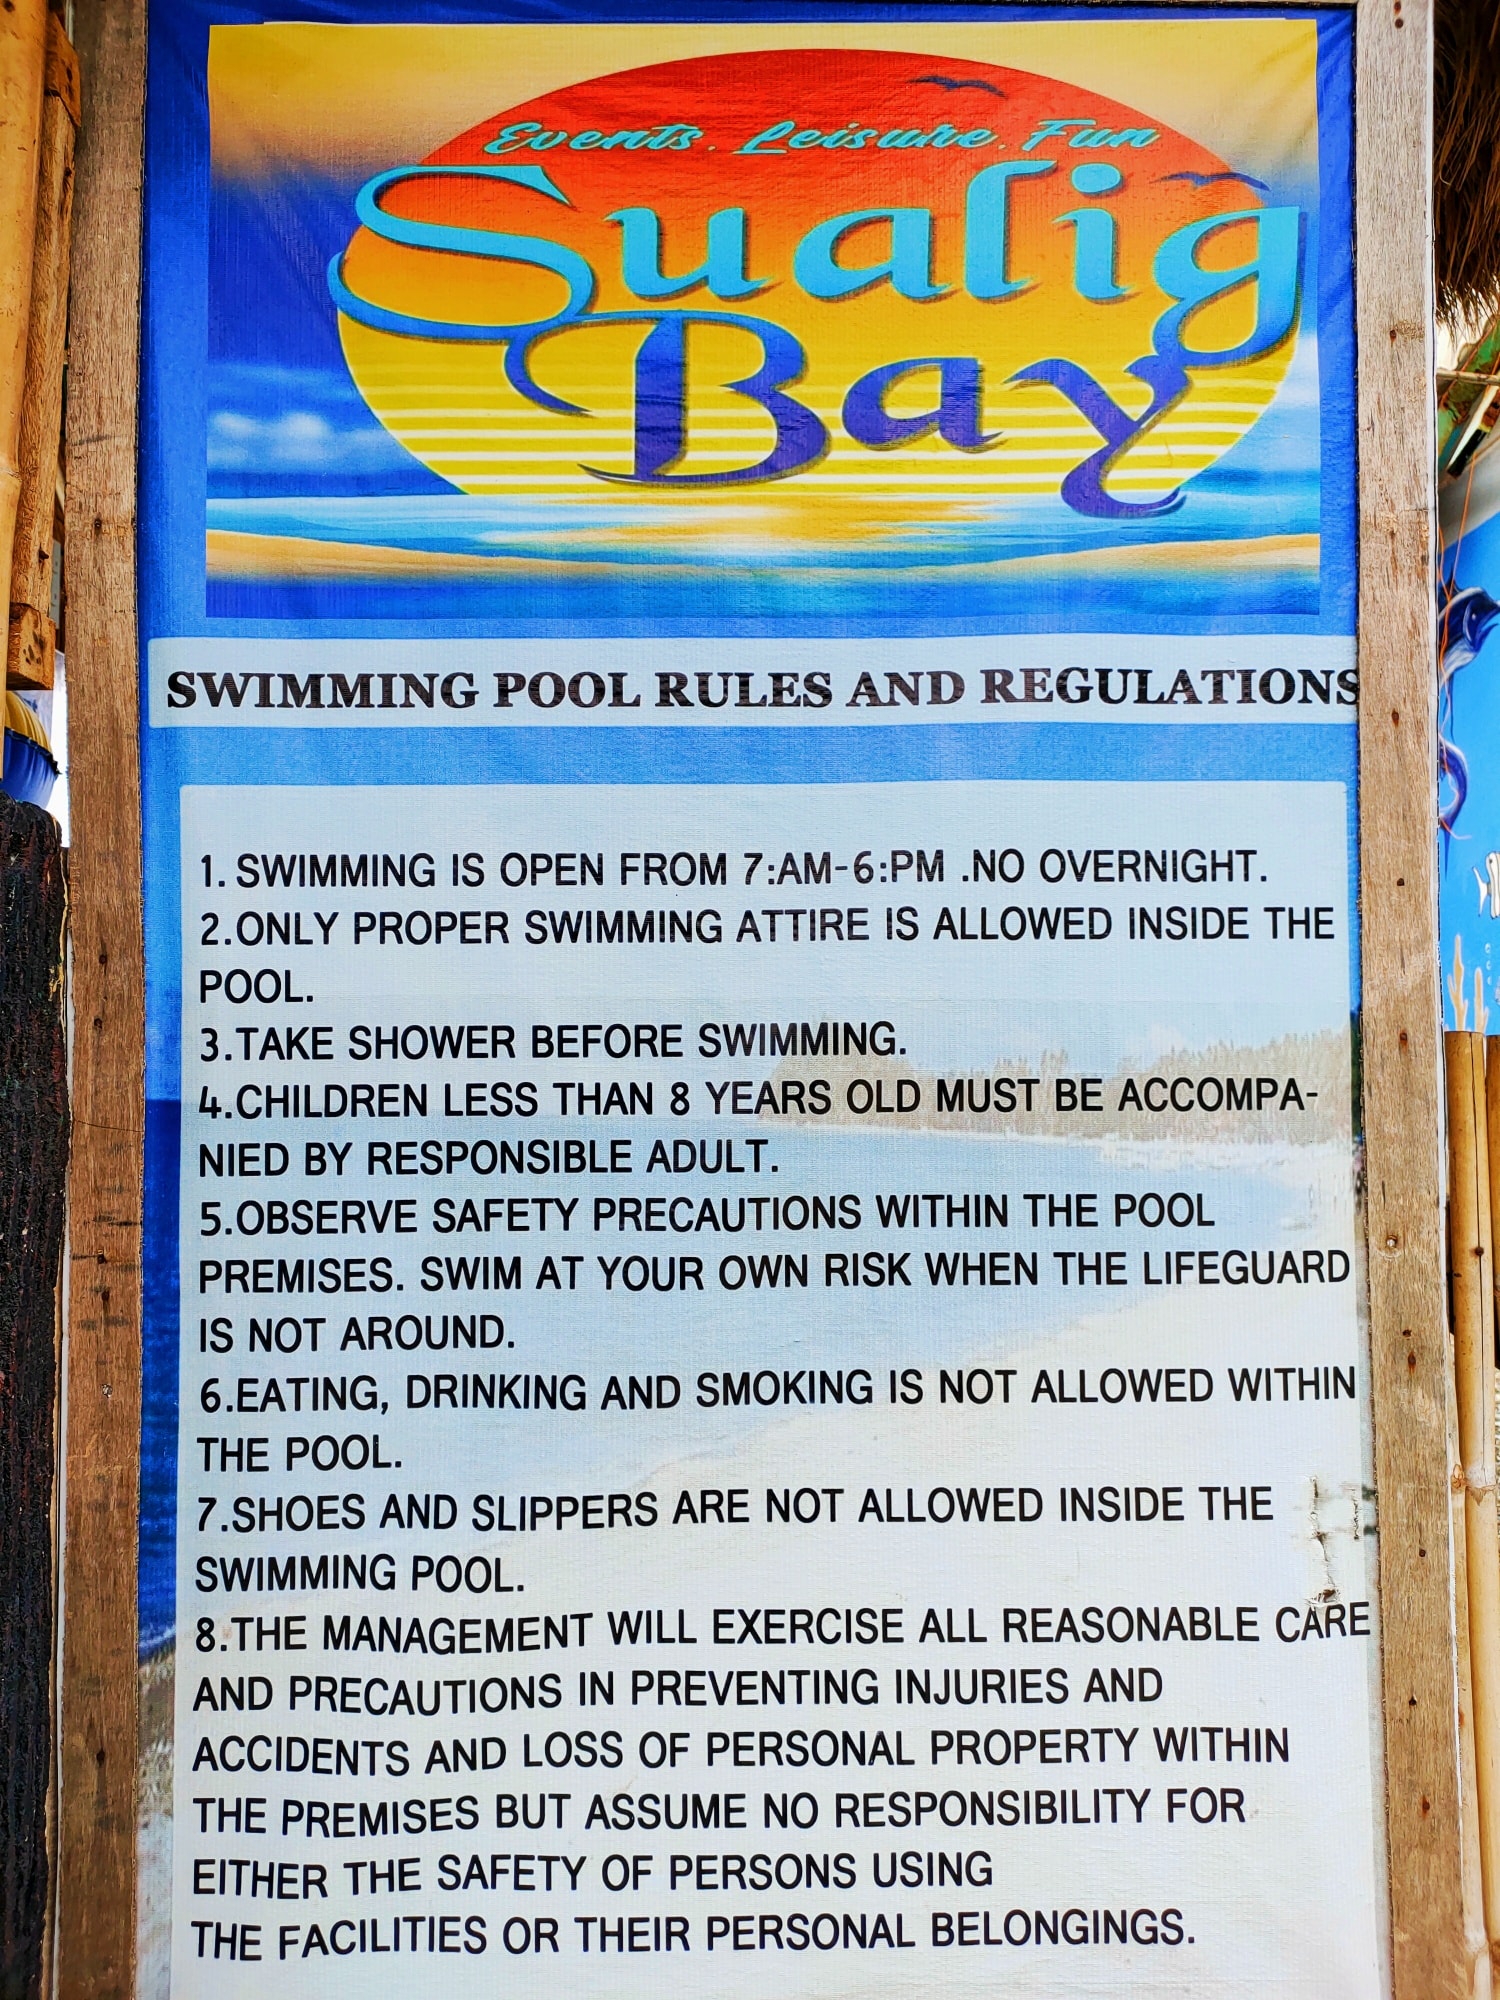 Events. Leisure. Fun
Sualig
Bay
SWIMMING POOL RULES AND REGULATIONS
1. SWIMMING IS OPEN FROM 7:AM-6:PM .NO OVERNIGHT.
2.ONLY PROPER SWIMMING ATTIRE IS ALLOWED INSIDE THE
POOL.
3.TAKE SHOWER BEFORE SWIMMING.
4.CHILDREN LESS THAN 8 YEARS OLD MUST BE ACCOMPA-
NIED BY RESPONSIBLE ADULT.
5.OBSERVE SAFETY PRECAUTIONS WITHIN THE POOL
PREMISES. SWIM AT YOUR OWN RISK WHEN THE LIFEGUARD
IS NOT AROUND.
6.EATING, DRINKING AND SMOKING IS NOT ALLOWED WITHIN
THE POOL.
7.SHOES AND SLIPPERS ARE NOT ALLOWED INSIDE THE
SWIMMING POOL.
8.THE MANAGEMENT WILL EXERCISE ALL REASONABLE CARE
AND PRECAUTIONS IN PREVENTING INJURIES AND
ACCIDENTS AND LOSS OF PERSONAL PROPERTY WITHIN
THE PREMISES BUT ASSUME NO RESPONSIBILITY FOR
EITHER THE SAFETY OF PERSONS USING
THE FACILITIES OR THEIR PERSONAL BELONGINGS.